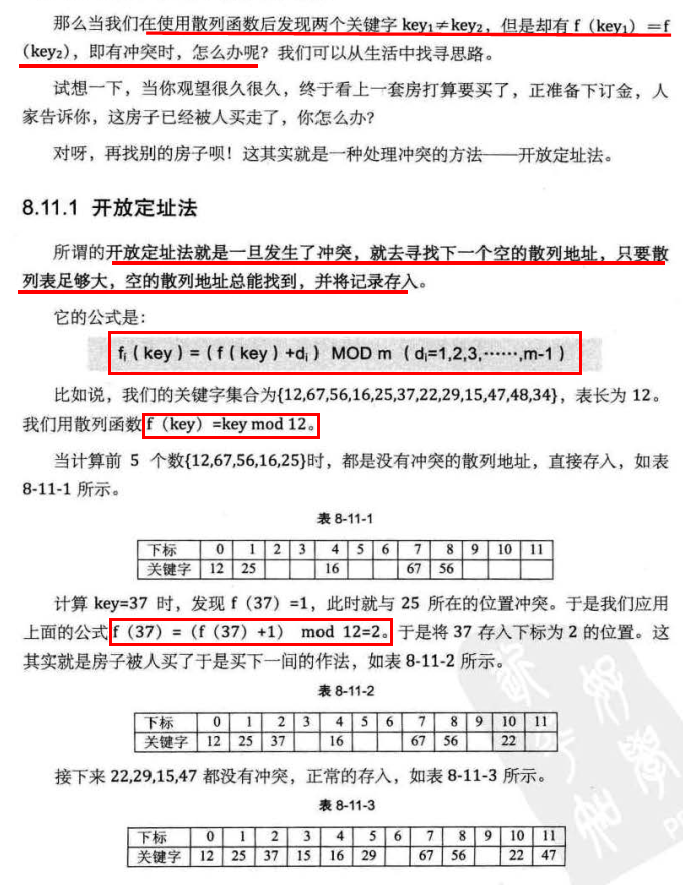 那么当我们在使用散列函数后发现两个关键字 key₁≠key₂，但是却有 f（key₁）＝f
（key₂），即有冲突时，怎么办呢？我们可以从生活中找寻思路。
试想一下，当你观望很久很久，终于看上一套房打算要买了，正准备下订金，人
家告诉你，这房子已经被人买走了，你怎么办？
对呀，再找别的房子呗！这其实就是一种处理冲突的方法——开放定址法。
8.11.1 开放定址法
所谓的开放定址法就是一旦发生了冲突，就去寻找下一个空的散列地址，只要散
列表足够大，空的散列地址总能找到，并将记录存入。
它的公式是：
fᵢ（key）=（f（key）+dᵢ）MOD m（dᵢ=1,2,3,……,m-1）
比如说，我们的关键字集合为{12,67,56,16,25,37,22,29,15,47,48,34}，表长为 12。
我们用散列函数 f（key）=key mod 12。
当计算前 5 个数{12,67,56,16,25}时，都是没有冲突的散列地址，直接存入，如表
8-11-1 所示。
表 8-11-1
下标 0 1 2 3 4 5 6 7 8 9 10 11
关键字 12 25 16 67 56
计算 key=37 时，发现 f（37）=1，此时就与 25 所在的位置冲突。于是我们应用
上面的公式 f（37）=（f（37）+1） mod 12=2。于是将 37 存入下标为 2 的位置。这
其实就是房子被人买了于是买下一间的作法，如表 8-11-2 所示。
表 8-11-2
下标 0 1 2 3 4 5 6 7 8 9 10 11
关键字 12 25 37 16 67 56 22
接下来 22,29,15,47 都没有冲突，正常的存入，如表 8-11-3 所示。
表 8-11-3
下标 0 1 2 3 4 5 6 7 8 9 10 11
关键字 12 25 37 15 16 29 67 56 22 47